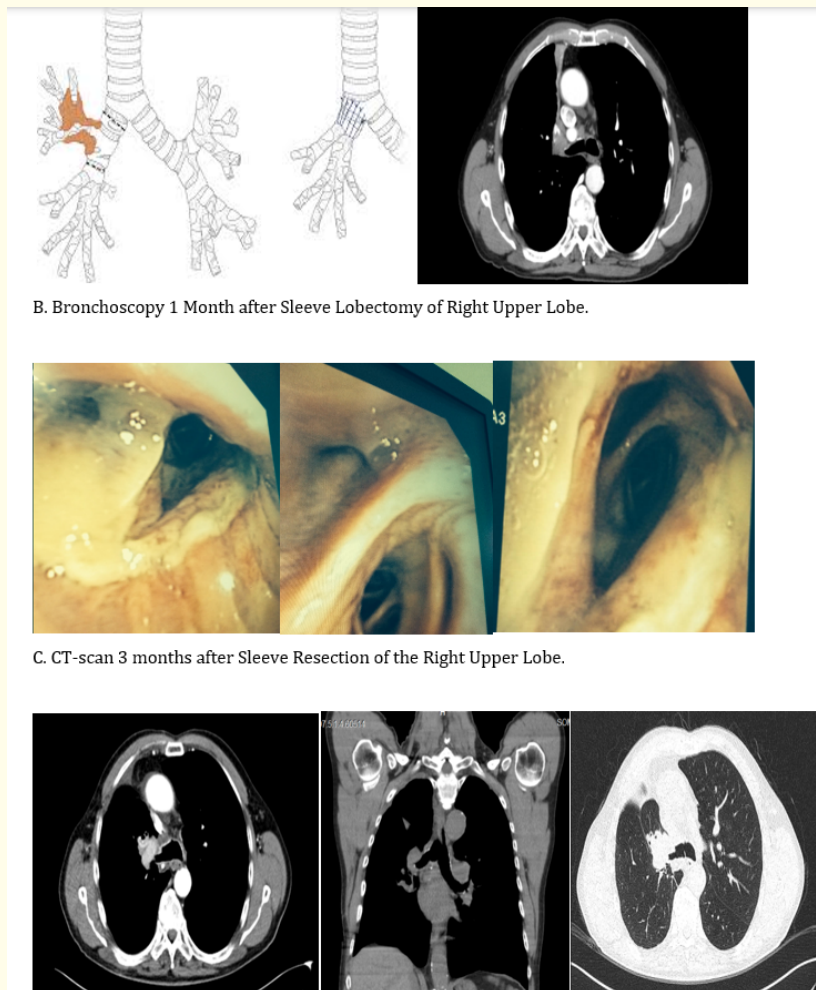 B. Bronchoscopy 1 Month after Sleeve Lobectomy of Right Upper Lobe.
A3
C. CT-scan 3 months after Sleeve Resection of the Right Upper Lobe.